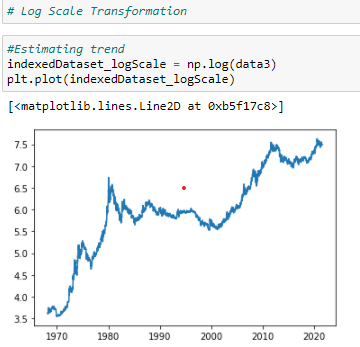 # Log Scale Transformation
#Estimating trend
indexedDataset_logScale = np.log(data3)
plt.plot(indexedDataset_logScale)
[<matplotlib.lines.Line2D at 0xb5f17c8>]
7.5
7.0
6.5
6.0
5.5
5.0
4.5
4.0
3.5
1970 1980 1990 2000 2010 2020